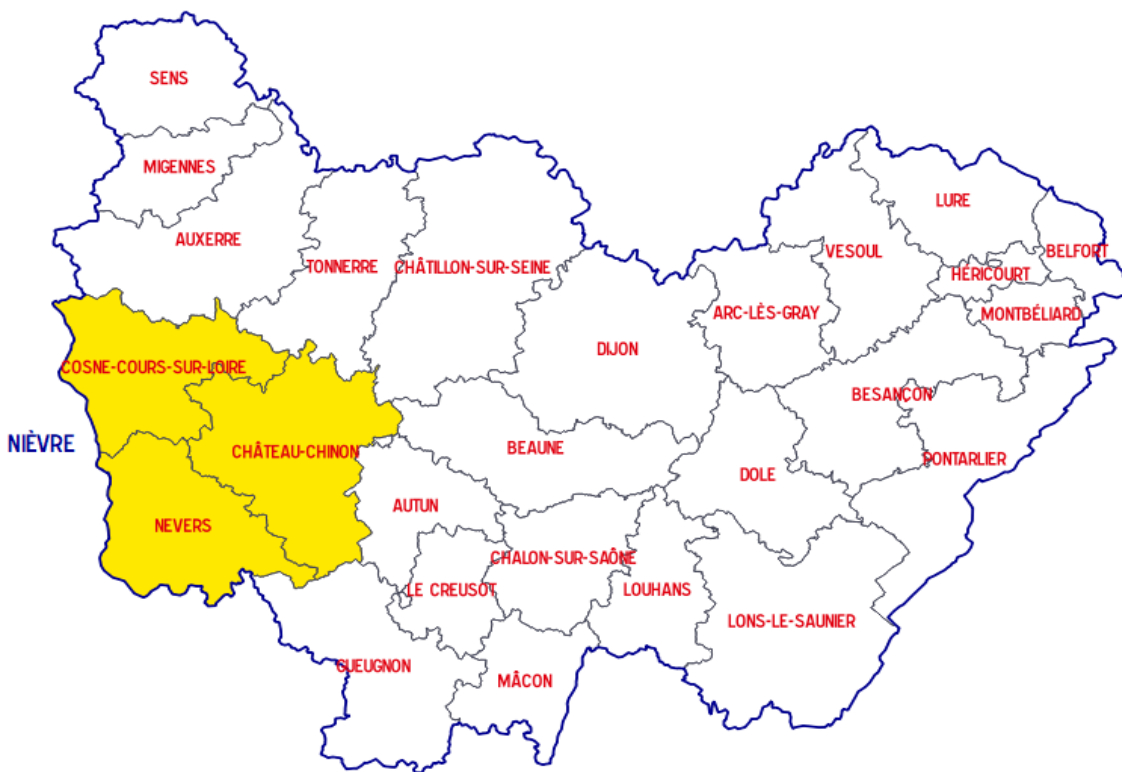 SENS
MIGENNES
LURE
AUXERRE
VESOUL
BELFORT
TONNERRE
CHÂTILLON-SUR-SEINE
HÉRICOURT
ARC-LÈS-GRAY
MONTBÉLIARD
DIJON
COSNE-COURS-SUR-LOIRE
BESANÇON
NIÈVRE
CHÂTEAU-CHINON
BEAUNE
PONTARLIER
DOLE
AUTUN
NEVERS
CHALON-SUR-SAÔNE
LE CREUSOT
LOUHANS
LONS-LE-SAUNIER
GUEUGNON
MÂCON